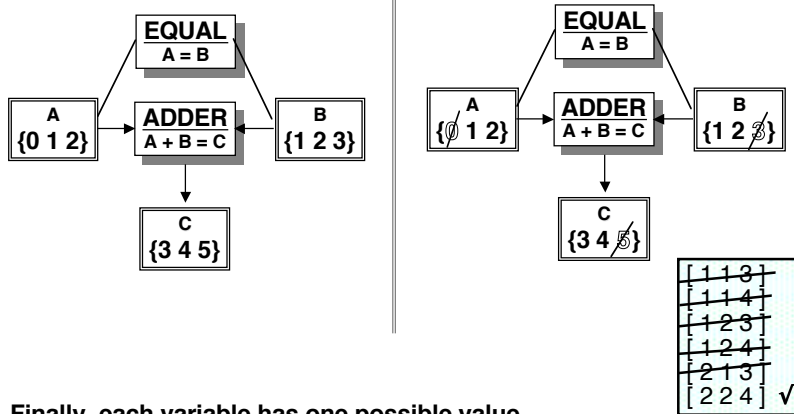 EQUAL
A = B
A
{0 1 2}
ADDER
A + B = C
B
{1 2 3}
C
{3 4 5}
EQUAL
A = B
A
{0 1 2}
ADDER
A + B = C
B
{1 2 3}
C
{3 4 5}
[ 1 1 3 ]
[ 1 1 4 ]
[ 1 2 3 ]
[ 1 2 4 ]
[ 2 1 3 ]
[ 2 2 4 ] √
Finally, each variable has one possible value